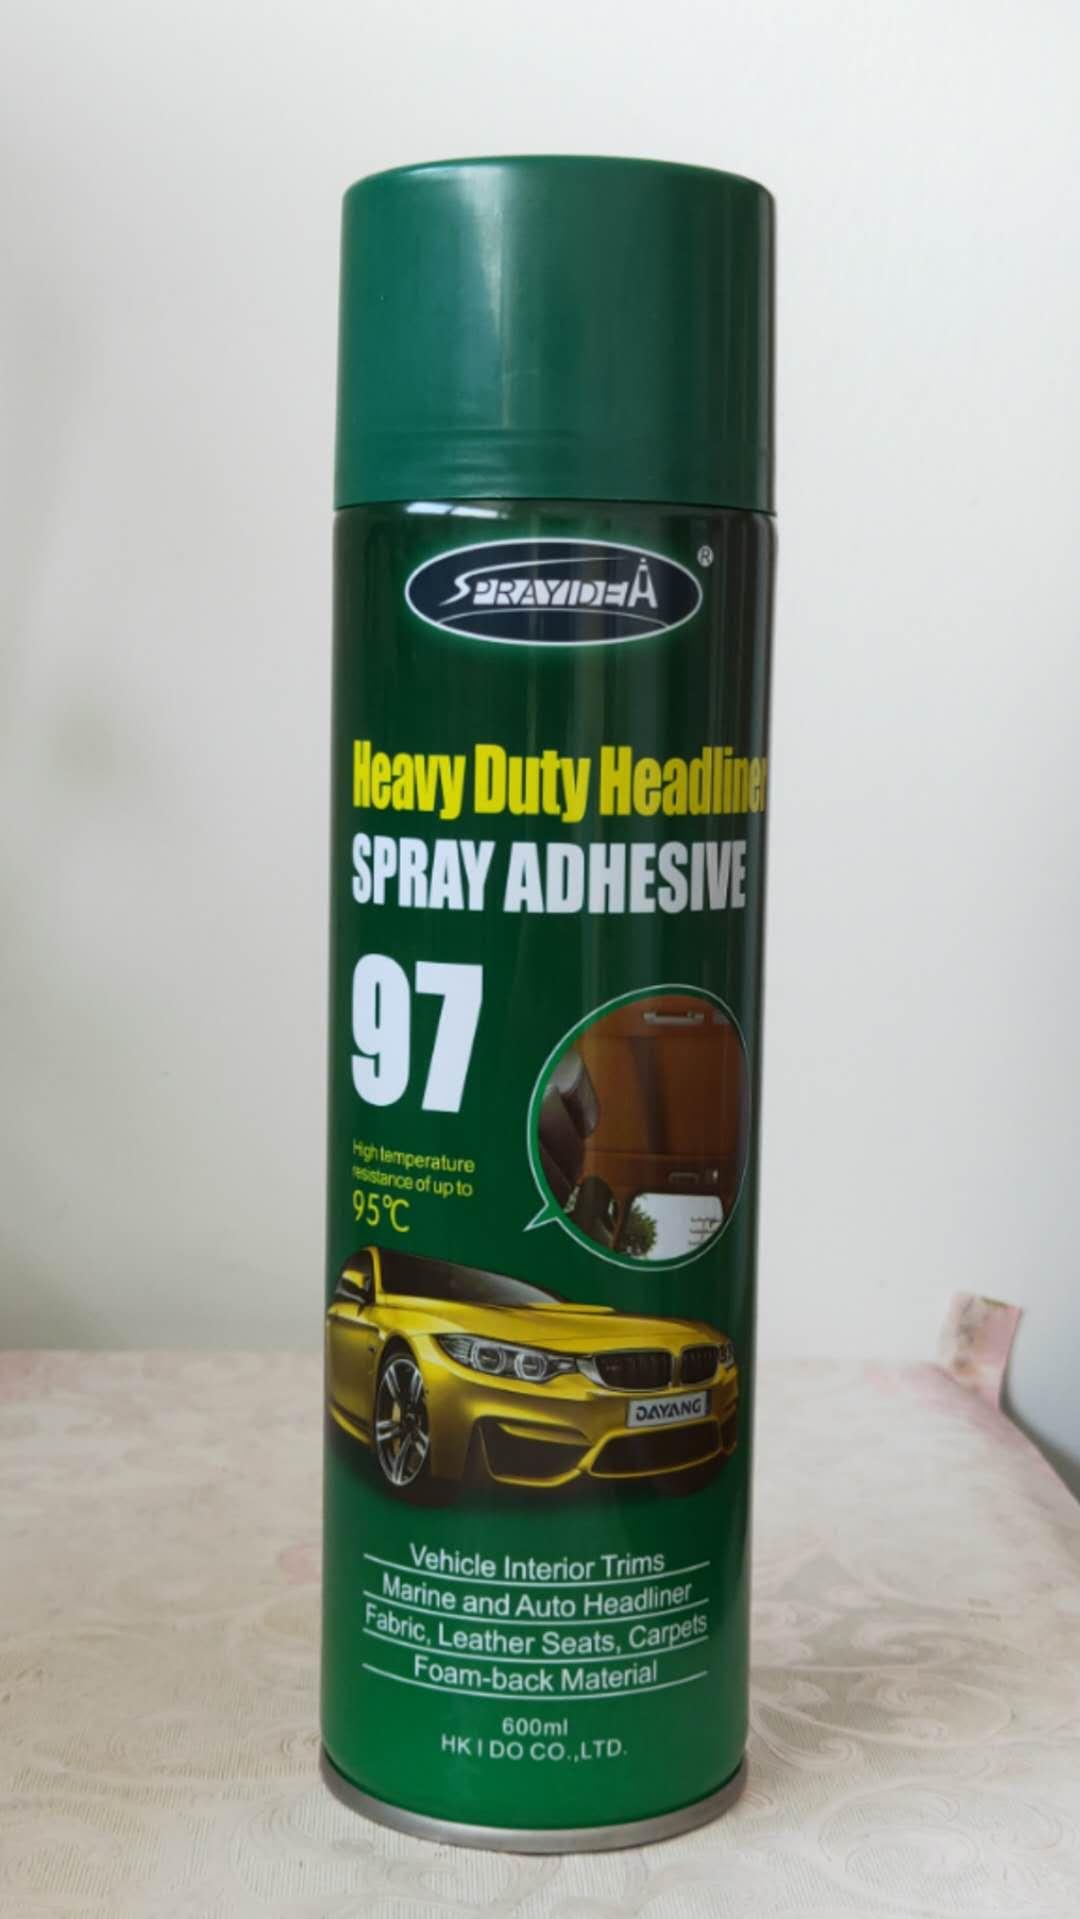 SPRAYIDEA ®
Heavy Duty Headliner
SPRAY ADHESIVE
97
High temperature
resistance of up to
95℃
DAYANG
Vehicle Interior Trims
Marine and Auto Headliner
Fabric, Leather Seats, Carpets
Foam-back Material
600ml
HK I DO CO.,LTD.